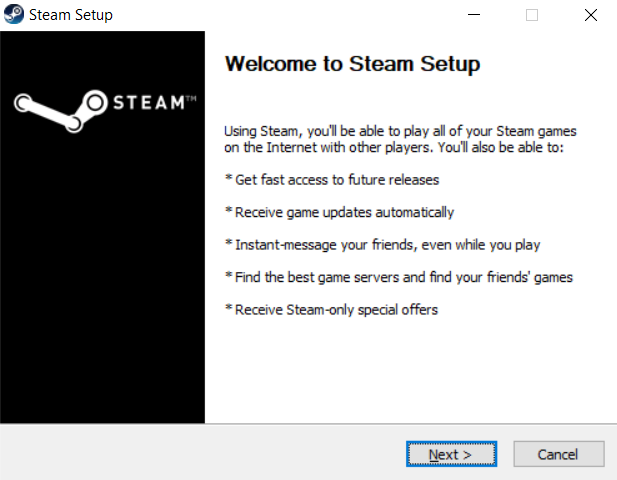 Steam Setup
STEAM™
Welcome to Steam Setup
Using Steam, you'll be able to play all of your Steam games
on the Internet with other players. You'll also be able to:
* Get fast access to future releases
* Receive game updates automatically
* Instant-message your friends, even while you play
* Find the best game servers and find your friends' games
* Receive Steam-only special offers
Next >
Cancel